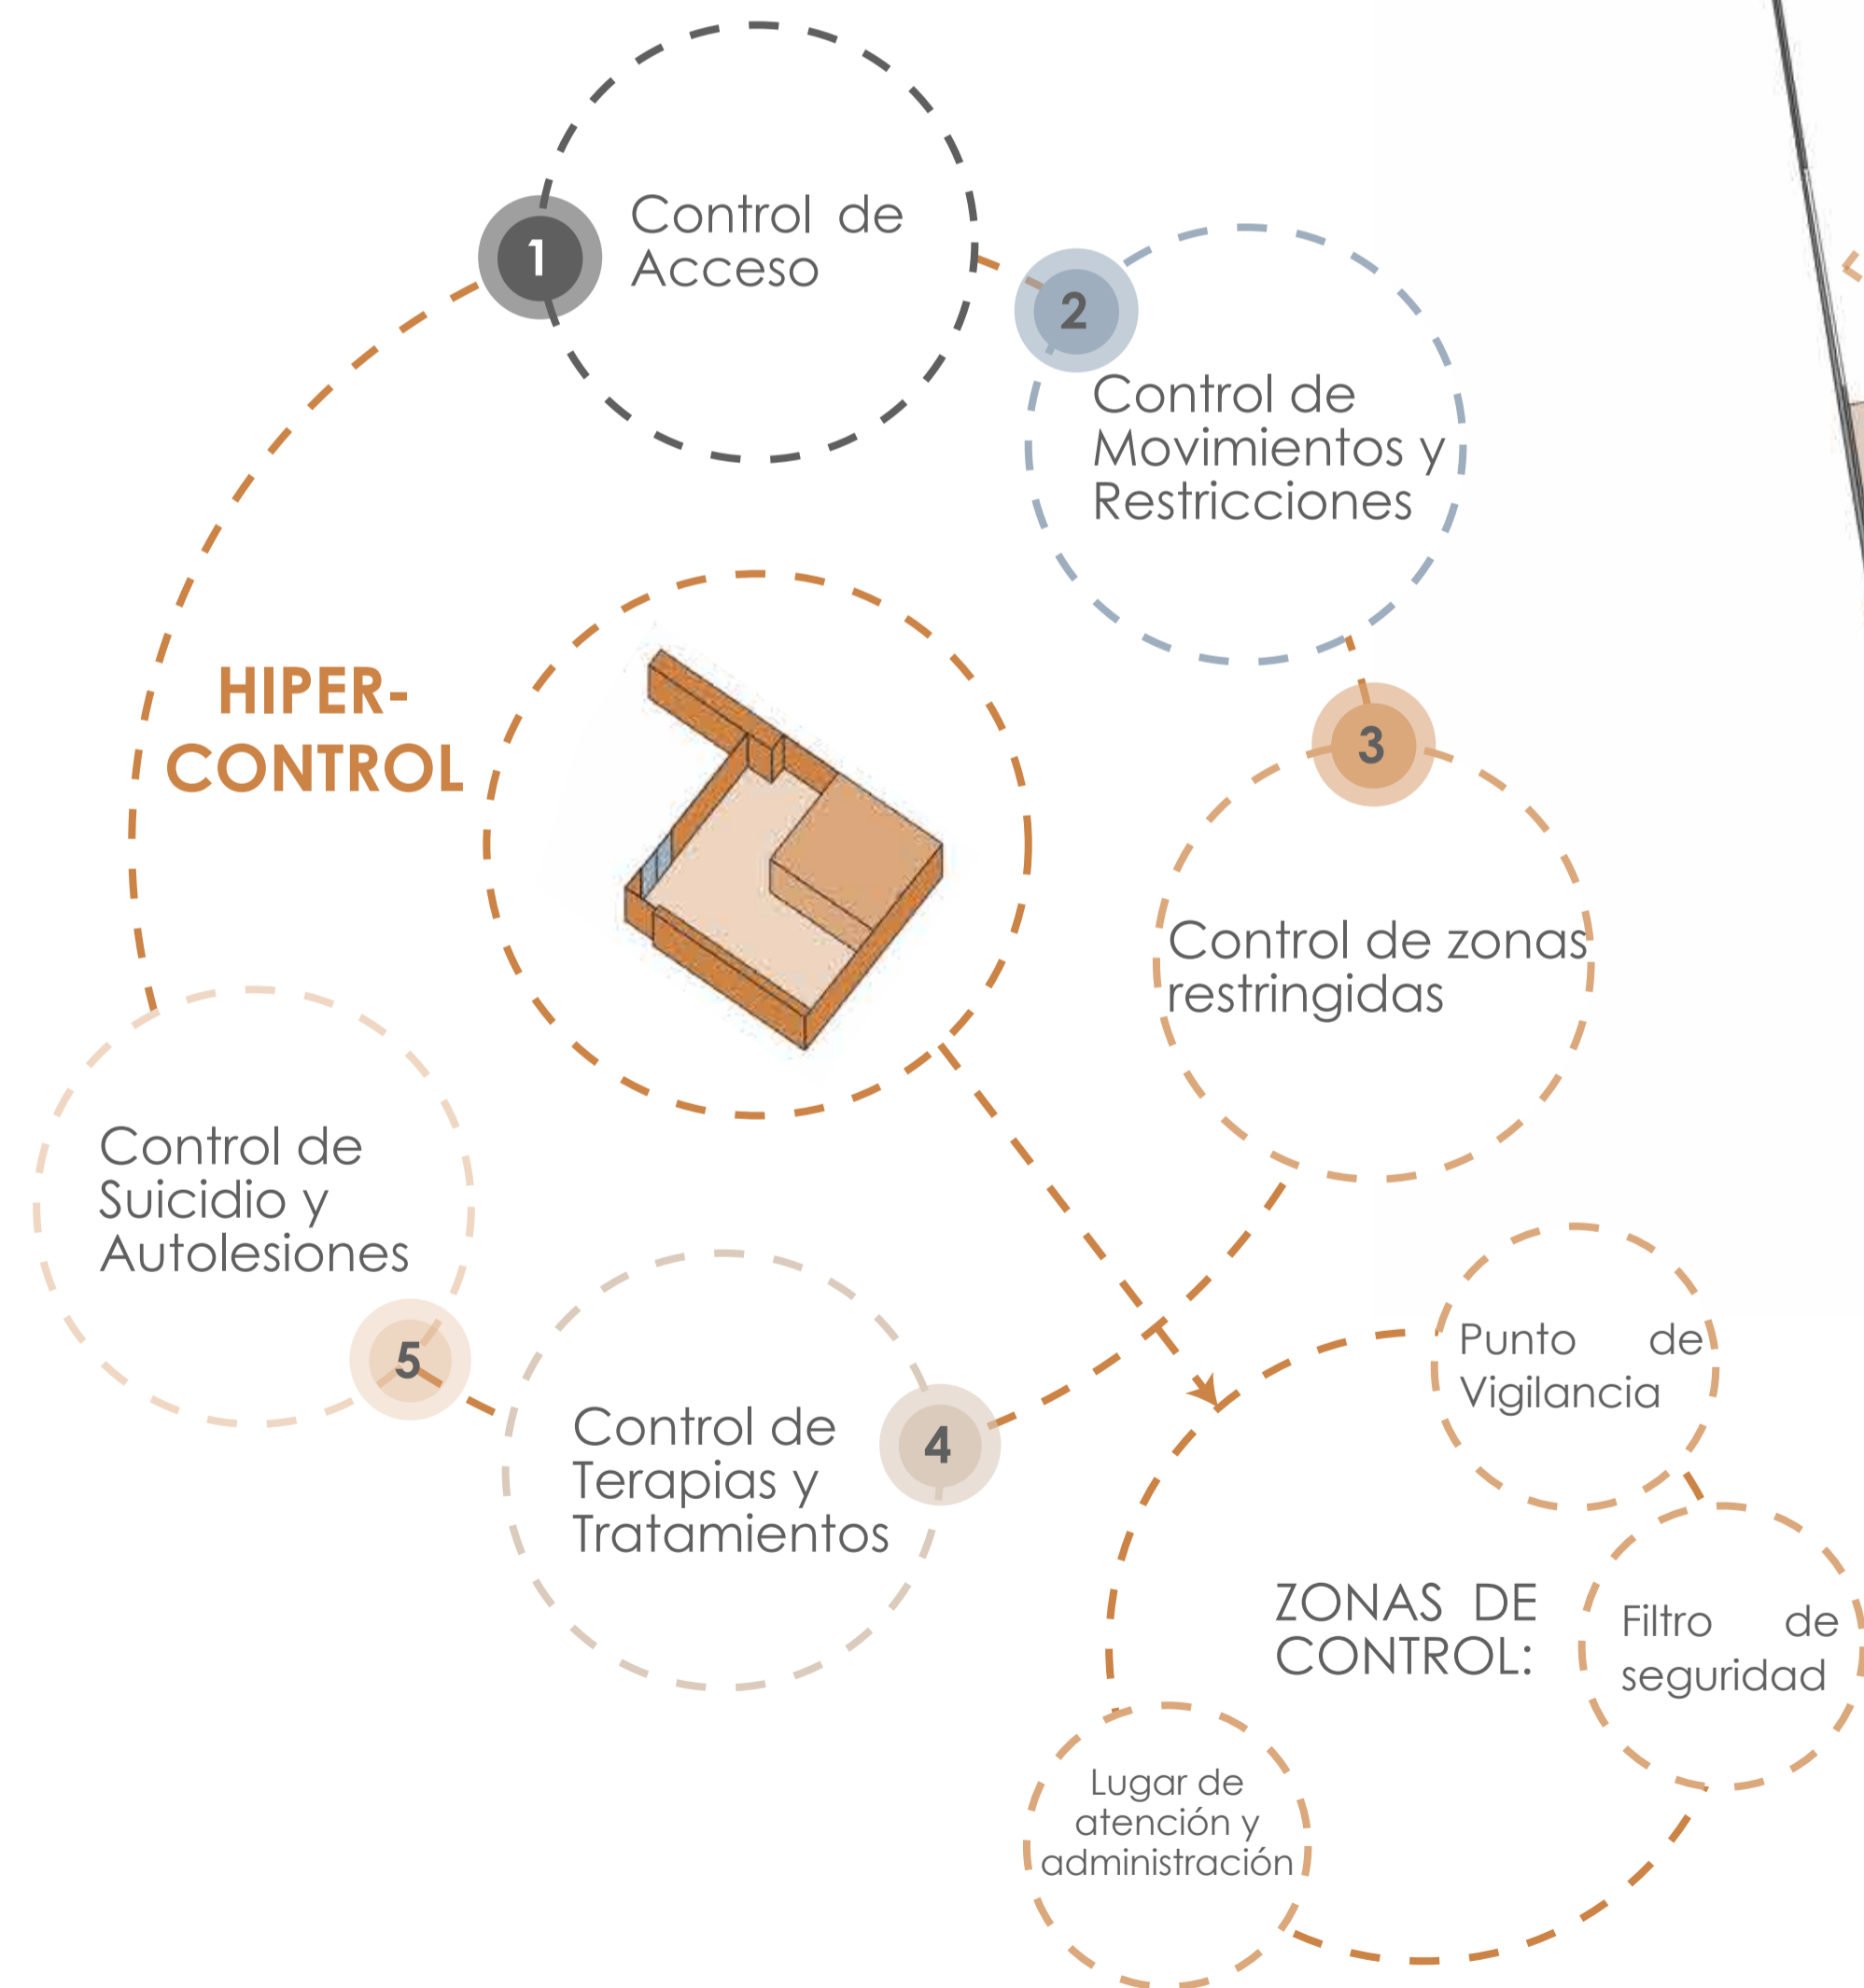 1
Control de
Acceso
2
Control de
Movimientos y
Restricciones
HIPER-
CONTROL
3
Control de zonas
restringidas
4
Control de
Terapias y
Tratamientos
5
Control de
Suicidio y
Autolesiones
ZONAS DE
CONTROL:
Punto de
Vigilancia
Filtro de
seguridad
Lugar de
atención y
administración